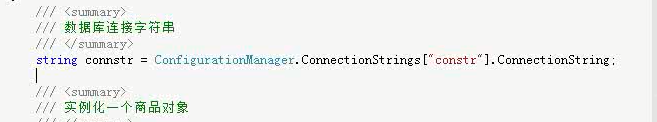 /// <summary>
/// 数据库连接字符串
/// </summary>
string connstr = ConfigurationManager.ConnectionStrings["constr"].ConnectionString;
/// <summary>
/// 实例化一个商品对象